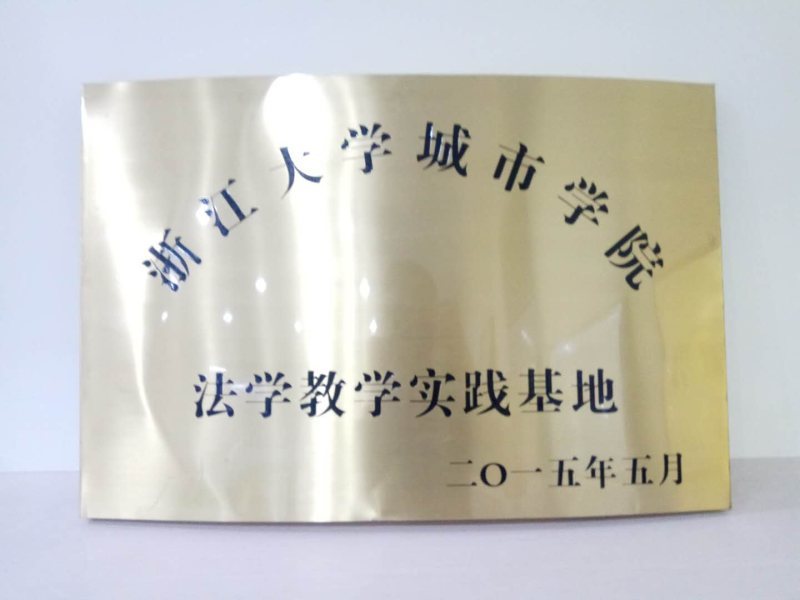 浙江大学城市学院
法学教学实践基地
二〇一五年五月